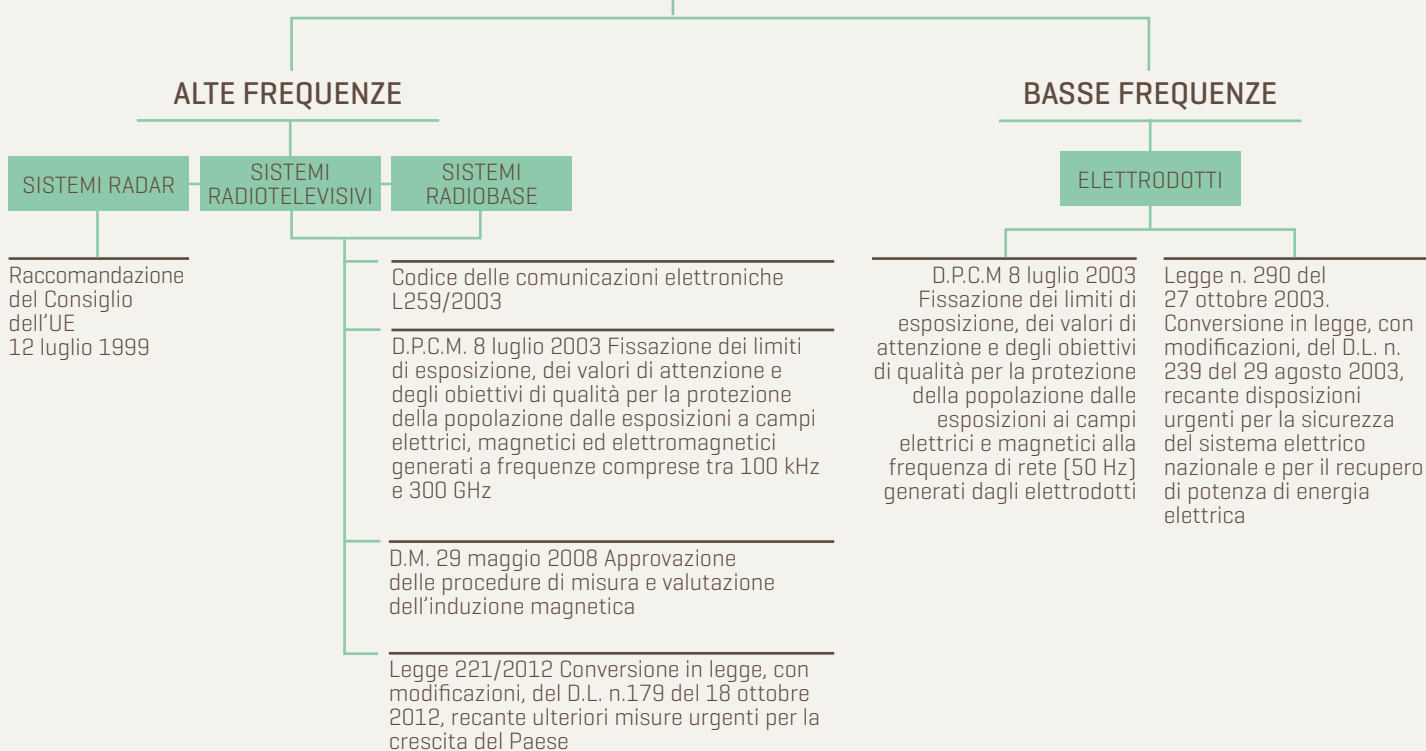 ALTE FREQUENZE
BASSE FREQUENZE
SISTEMI RADAR
SISTEMI
RADIOTELEVISIVI
SISTEMI
RADIOBASE
ELETTRODOTTI
Raccomandazione
del Consiglio
dell'UE
12 luglio 1999
Codice delle comunicazioni elettroniche
L259/2003
D.P.C.M. 8 luglio 2003 Fissazione dei limiti
di esposizione, dei valori di attenzione e
degli obiettivi di qualità per la protezione
della popolazione dalle esposizioni a campi
elettrici, magnetici ed elettromagnetici
generati a frequenze comprese tra 100 kHz
e 300 GHz
D.M. 29 maggio 2008 Approvazione
delle procedure di misura e valutazione
dell'induzione magnetica
Legge 221/2012 Conversione in legge, con
modificazioni, del D.L. n.179 del 18 ottobre
2012, recante ulteriori misure urgenti per la
crescita del Paese
D.P.C.M 8 luglio 2003
Fissazione dei limiti di
esposizione, dei valori di
attenzione e degli obiettivi
di qualità per la protezione
della popolazione dalle
esposizioni ai campi
elettrici e magnetici alla
frequenza di rete (50 Hz)
generati dagli elettrodotti
Legge n. 290 del
27 ottobre 2003.
Conversione in legge, con
modificazioni, del D.L. n.
239 del 29 agosto 2003,
recante disposizioni
urgenti per la sicurezza
del sistema elettrico
nazionale e per il recupero
di potenza di energia
elettrica